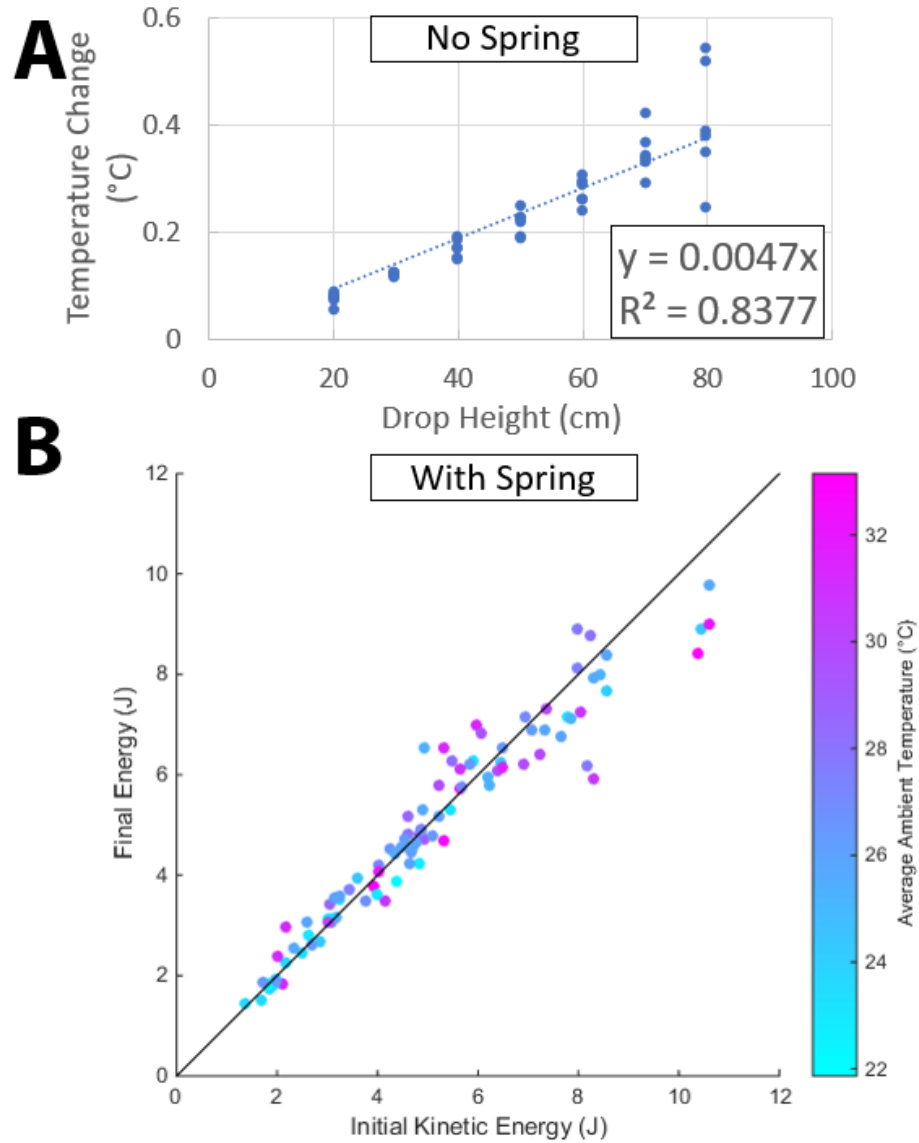 A
No Spring
Temperature Change
(°C)
0.6
0.4
0.2
0
y = 0.0047x
R² = 0.8377
0 20 40 60 80 100
Drop Height (cm)
B
With Spring
Final Energy (J)
12
10
8
6
4
2
0
0 2 4 6 8 10 12
Initial Kinetic Energy (J)
32
30
28
26
24
22
Average Ambient Temperature (°C)